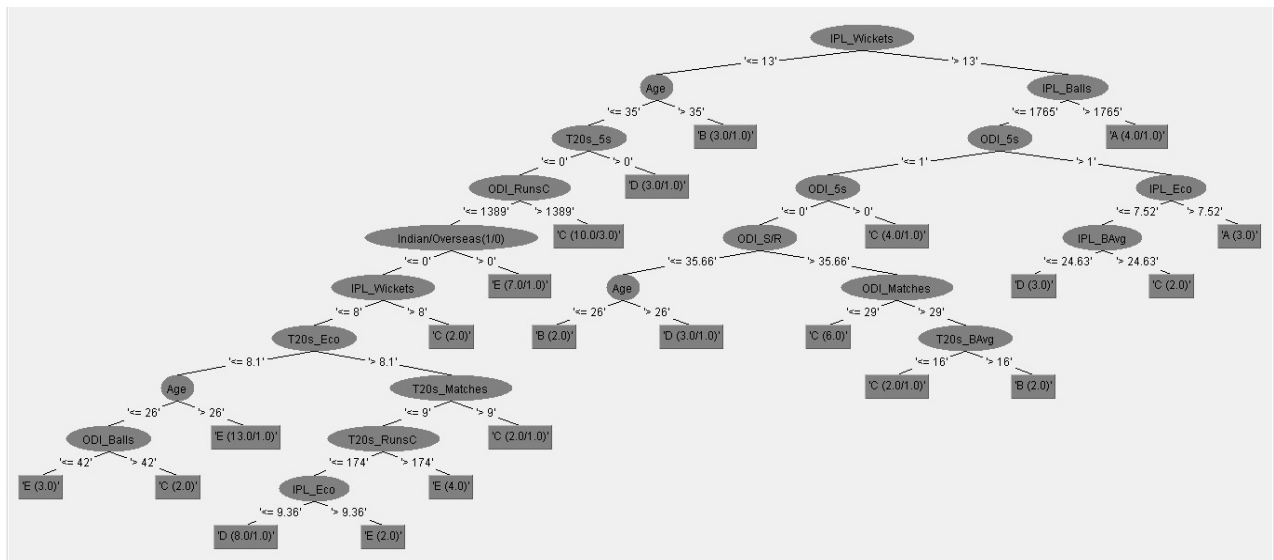 IPL_Wickets
'<= 13' '> 13'
Age IPL_Balls
'<= 35' '> 35' '<= 1765' '> 1765'
T20s_5s 'B (3.0/1.0)' ODI_5s 'A (4.0/1.0)'
'<= 0' '> 0' '<= 1' '> 1'
ODI_RunsC 'D (3.0/1.0)' ODI_5s IPL_Eco
'<= 1389' '> 1389' '<= 0' '> 0' '<= 7.52' '> 7.52'
Indian/Overseas(1/0) 'C (10.0/3.0)' ODI_S/R 'C (4.0/1.0)' IPL_BAvg 'A (3.0)'
'<= 0' '> 0' '<= 35.66' '> 35.66' '<= 24.63' '> 24.63'
IPL_Wickets 'E (7.0/1.0)' Age ODI_Matches 'D (3.0)' 'C (2.0)'
'<= 8' '> 8' '<= 26' '> 26' '<= 29' '> 29'
T20s_Eco 'C (2.0)' 'B (2.0)' 'D (3.0/1.0)' 'C (6.0)' T20s_BAvg
'<= 8.1' '> 8.1' '<= 16' '> 16'
Age T20s_Matches 'C (2.0/1.0)' 'B (2.0)'
'<= 26' '> 26' '<= 9' '> 9'
ODI_Balls 'E (13.0/1.0)' T20s_RunsC 'C (2.0/1.0)'
'<= 42' '> 42' '<= 174' '> 174'
'E (3.0)' 'C (2.0)' IPL_Eco 'E (4.0)'
'<= 9.36' '> 9.36'
'D (8.0/1.0)' 'E (2.0)'